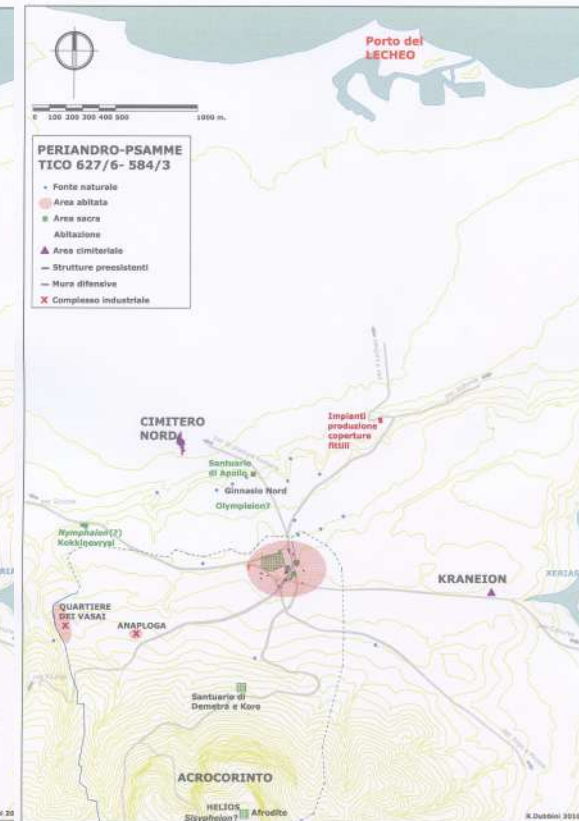 Porto del
LECHEO
0 100 200 300 400 500 1000 m.
PERIANDRO-PSAMME
TICO 627/6- 584/3
Fonte naturale
Area abitata
Area sacra
Abitazione
Area cimiteriale
Strutture preesistenti
Mura difensive
Complesso industriale
CIMITERO
NORD
Impianti
produzione
coperture
fittili
Santuario
di Apollo
Ginnasio Nord
Olympieion?
Nymphaion(?)
Kokkinovrysi
KRANEION
XERIAS
QUARTIERE
DEI VASAI
ANAPLOGA
Santuario di
Demetra e Kore
ACROCORINTO
HELIOS
Sisypheion?
Afrodite
R.Dubbini 2010